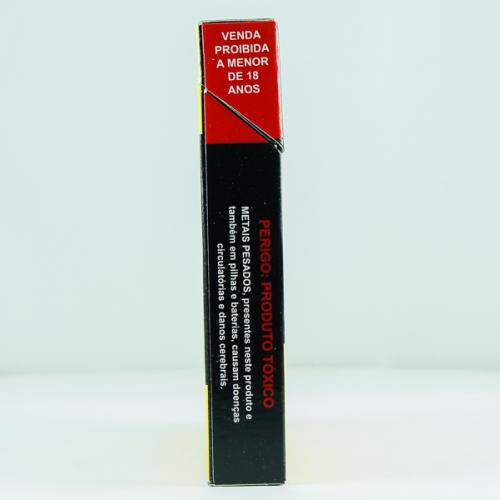 VENDA
PROIBIDA
A MENOR
DE 18
ANOS
PERIGO: PRODUTO TÓXICO
METAIS PESADOS, presentes neste produto e
também em pilhas e baterias, causam doenças
circulatórias e danos cerebrais.